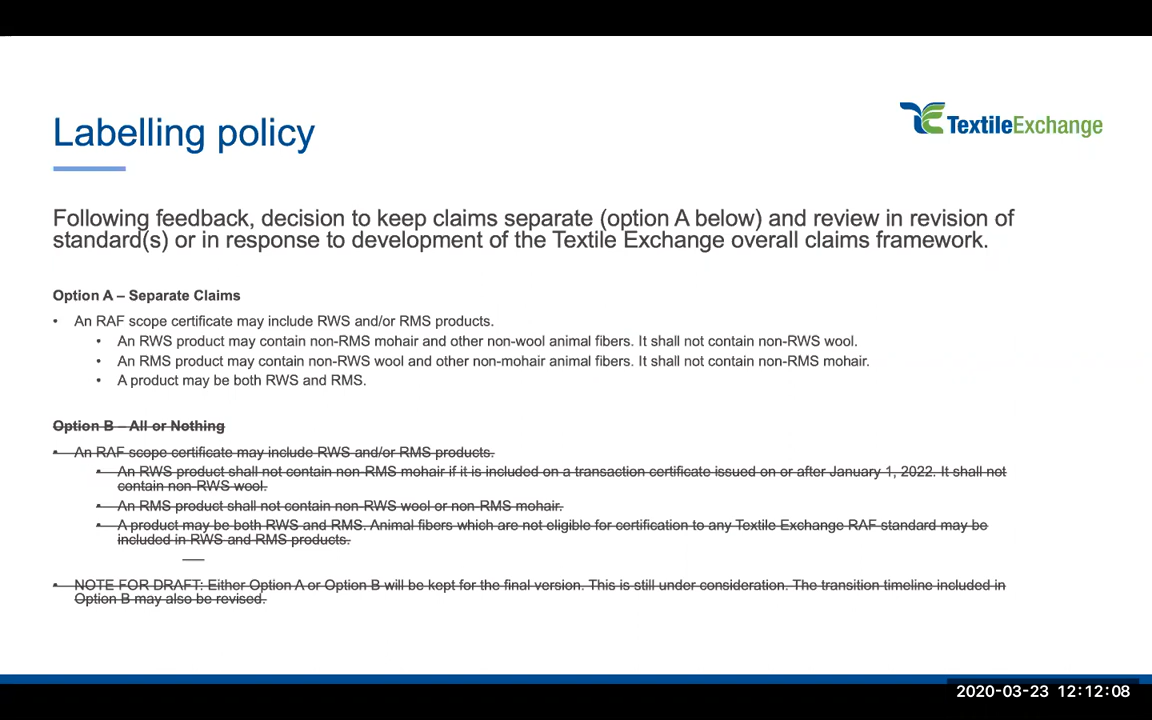 Labelling policy
TextileExchange
Following feedback, decision to keep claims separate (option A below) and review in revision of
standard(s) or in response to development of the Textile Exchange overall claims framework.
Option A – Separate Claims
• An RAF scope certificate may include RWS and/or RMS products.
• An RWS product may contain non-RMS mohair and other non-wool animal fibers. It shall not contain non-RWS wool.
• An RMS product may contain non-RWS wool and other non-mohair animal fibers. It shall not contain non-RMS mohair.
• A product may be both RWS and RMS.
Option B – All or Nothing
• An RAF scope certificate may include RWS and/or RMS products.
• An RWS product shall not contain non-RMS mohair if it is included on a transaction certificate issued on or after January 1, 2022. It shall not
contain non-RWS wool.
• An RMS product shall not contain non-RWS wool or non-RMS mohair.
• A product may be both RWS and RMS. Animal fibers which are not eligible for certification to any Textile Exchange RAF standard may be
included in RWS and RMS products.
• NOTE FOR DRAFT: Either Option A or Option B will be kept for the final version. This is still under consideration. The transition timeline included in
Option B may also be revised.
2020-03-23 12:12:08